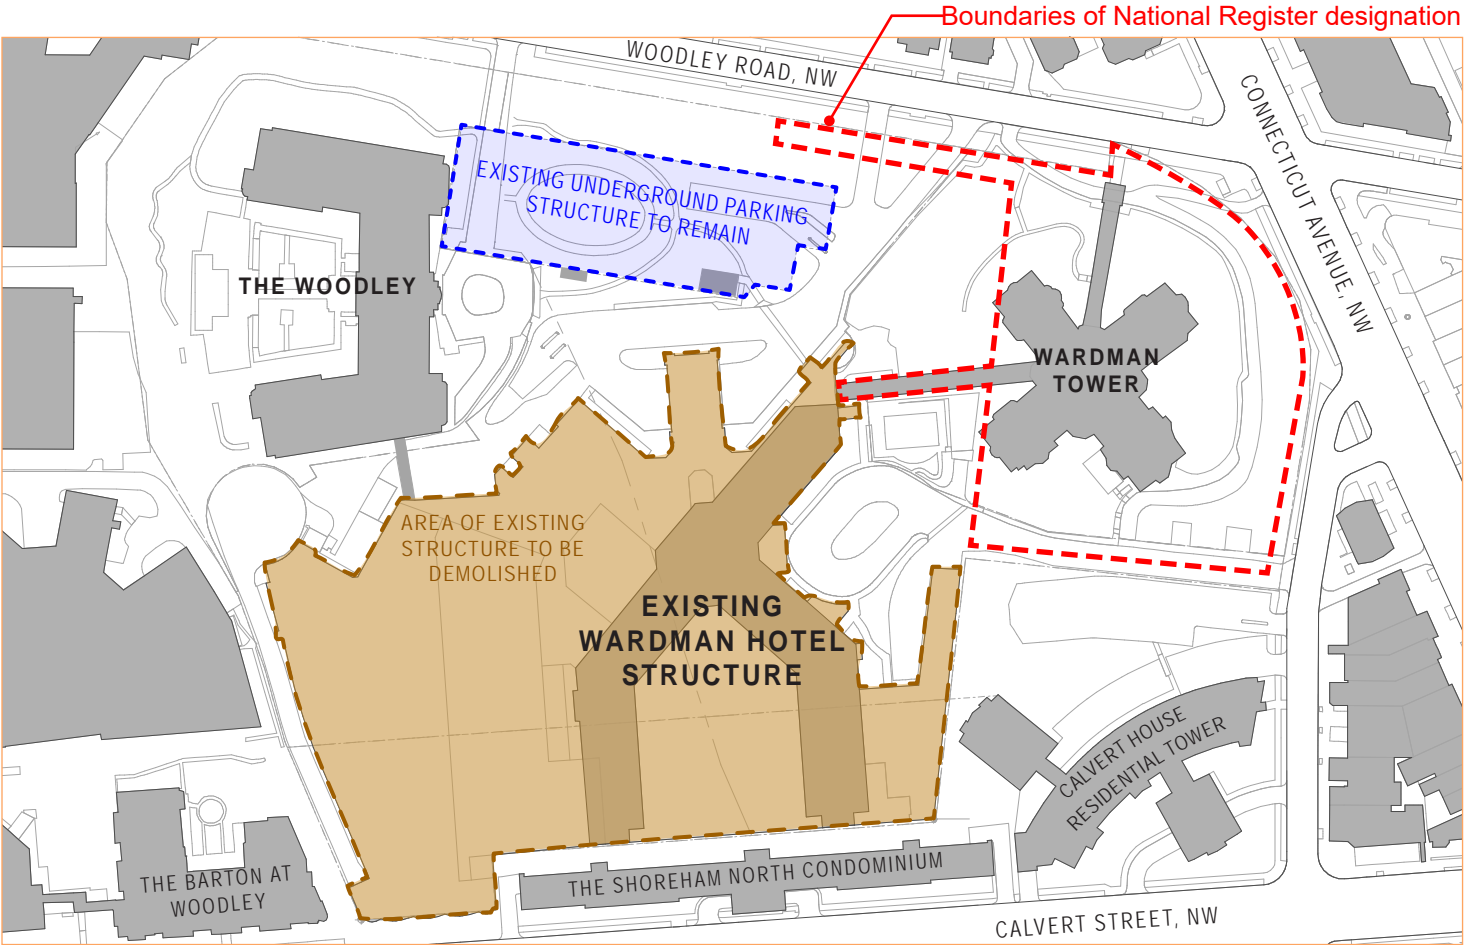 Boundaries of National Register designation
WOODLEY ROAD, NW
CONNECTICUT AVENUE, NW
EXISTING UNDERGROUND PARKING
STRUCTURE TO REMAIN
THE WOODLEY
WARDMAN
TOWER
AREA OF EXISTING
STRUCTURE TO BE
DEMOLISHED
EXISTING
WARDMAN HOTEL
STRUCTURE
CALVERT HOUSE
RESIDENTIAL TOWER
THE BARTON AT
WOODLEY
THE SHOREHAM NORTH CONDOMINIUM
CALVERT STREET, NW